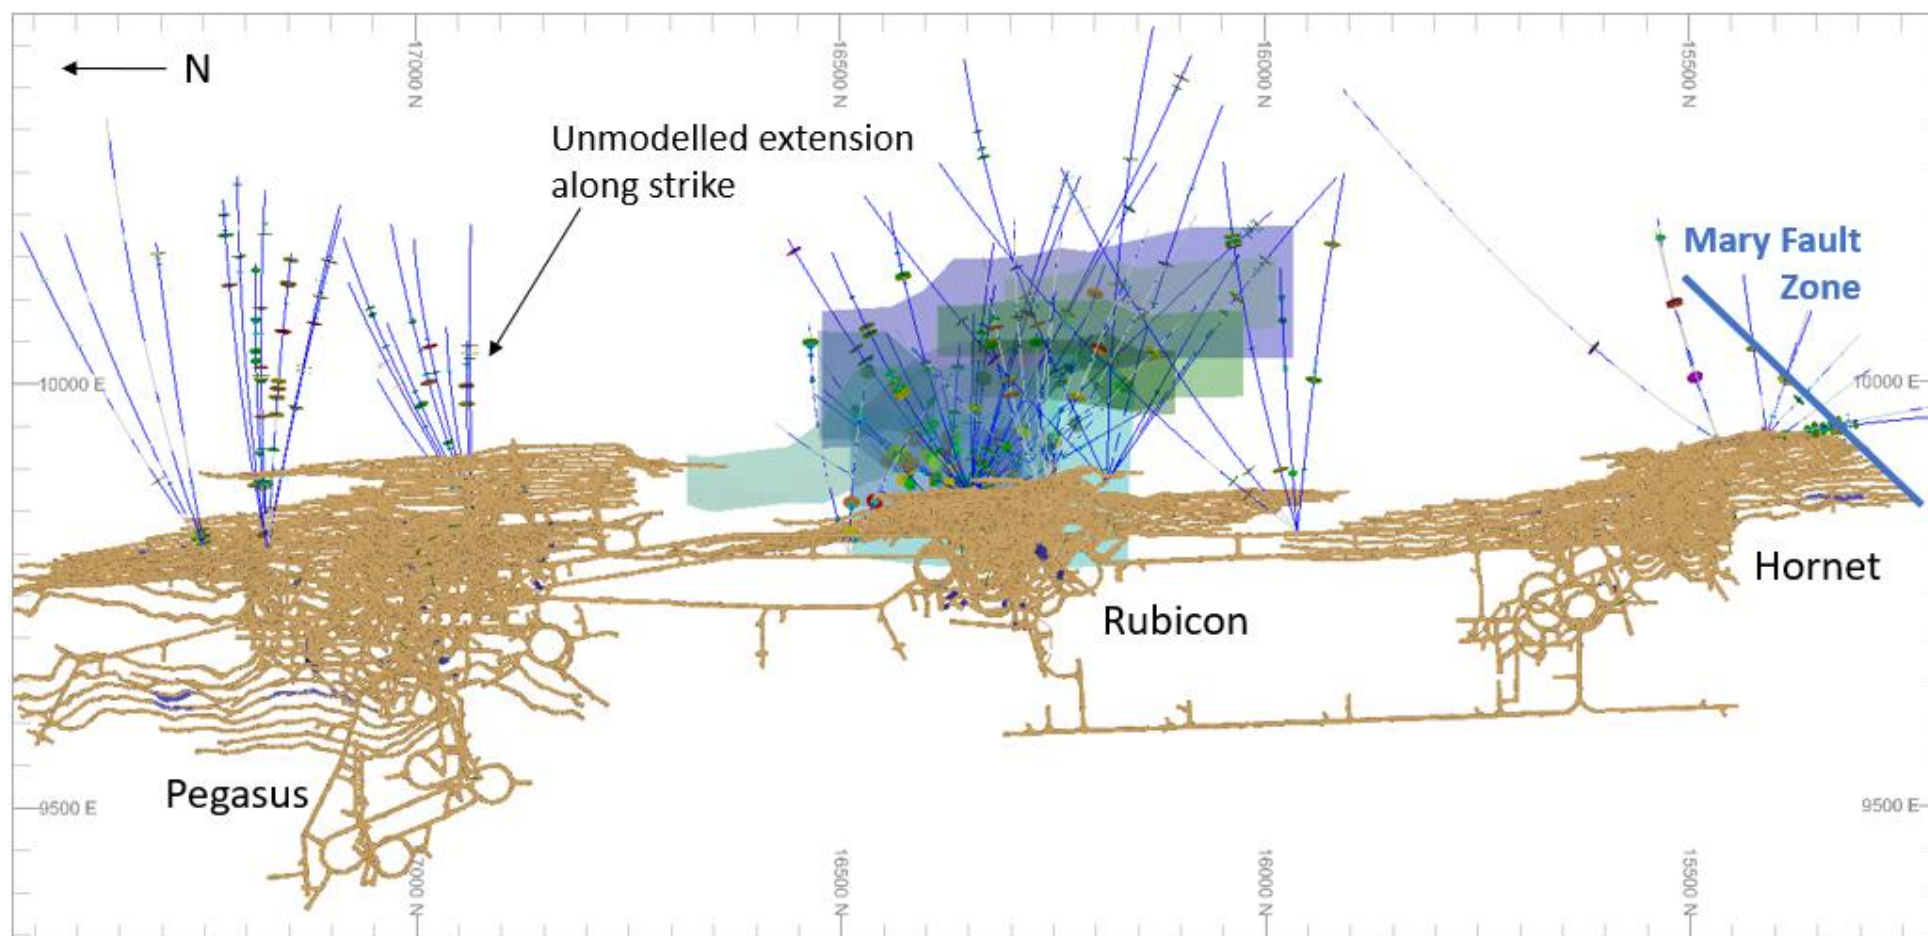 N
17000 N
16500 N
16000 N
15500 N
Unmodelled extension
along strike
Mary Fault
Zone
10000 E
10000 E
Hornet
Rubicon
Pegasus
9500 E
9500 E
17000 N
16500 N
16000 N
15500 N